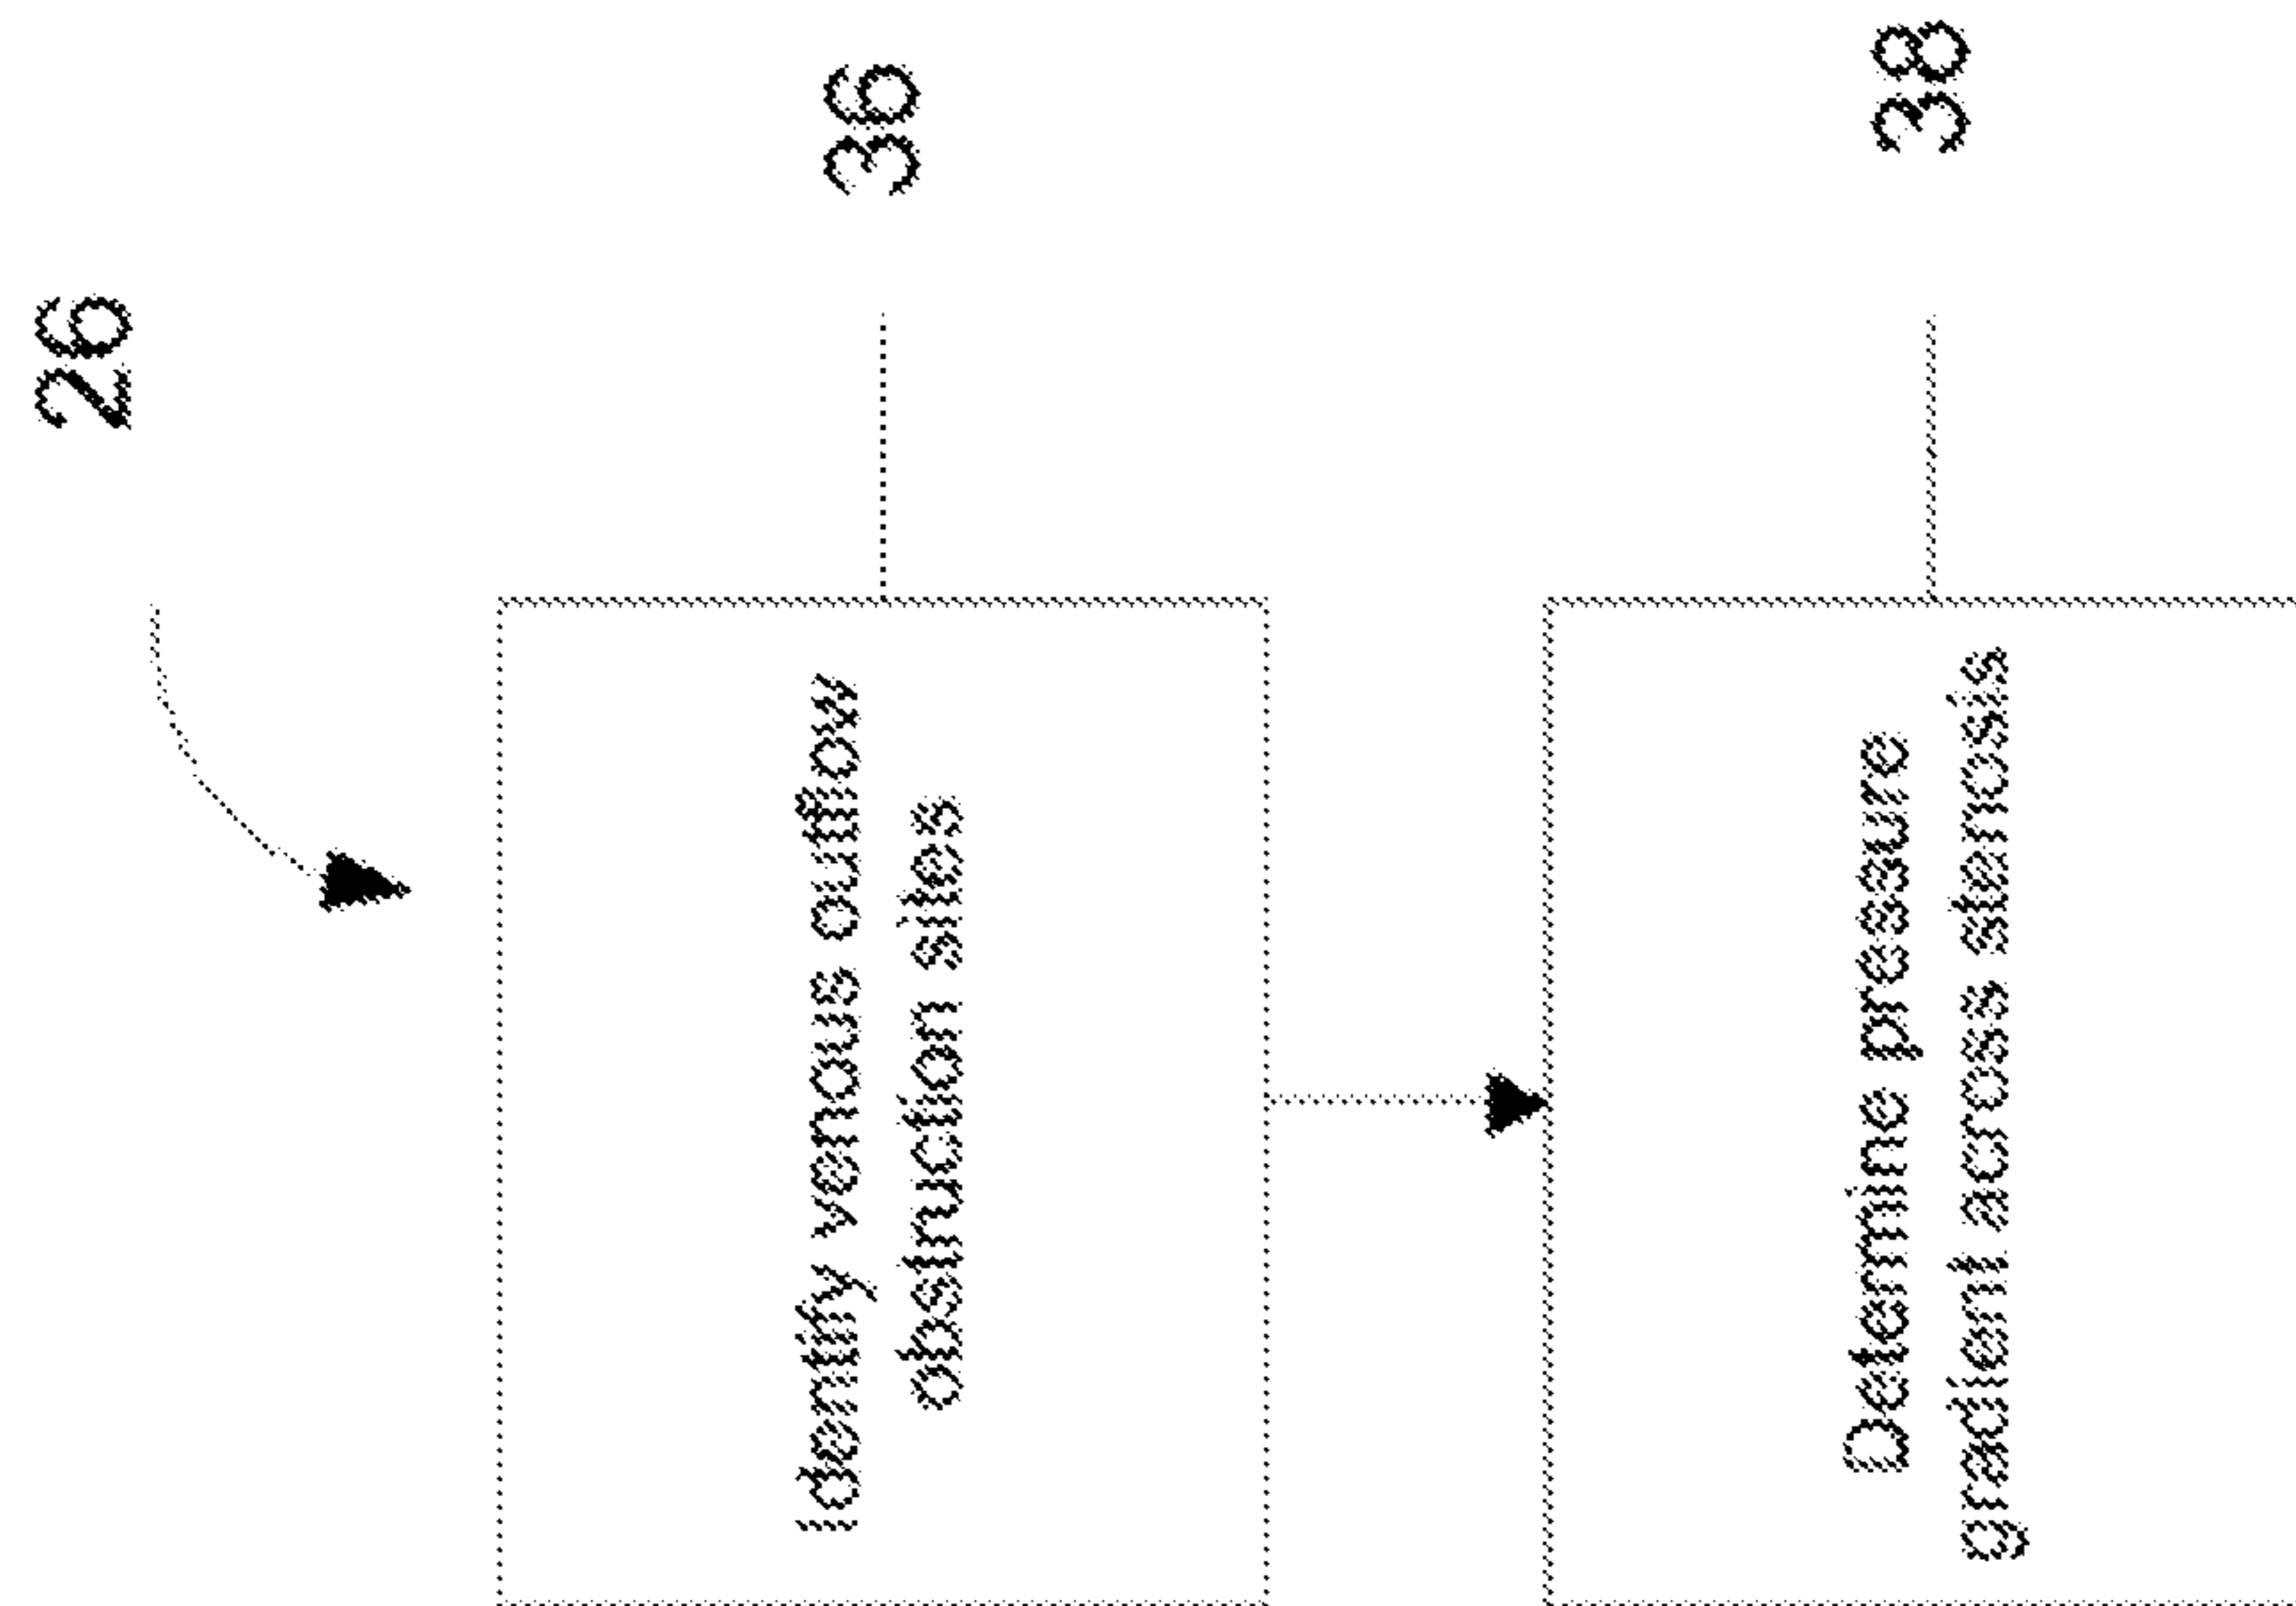 26
36
Identify venous outflow
obstruction sites
38
Determine pressure
gradient across stenosis